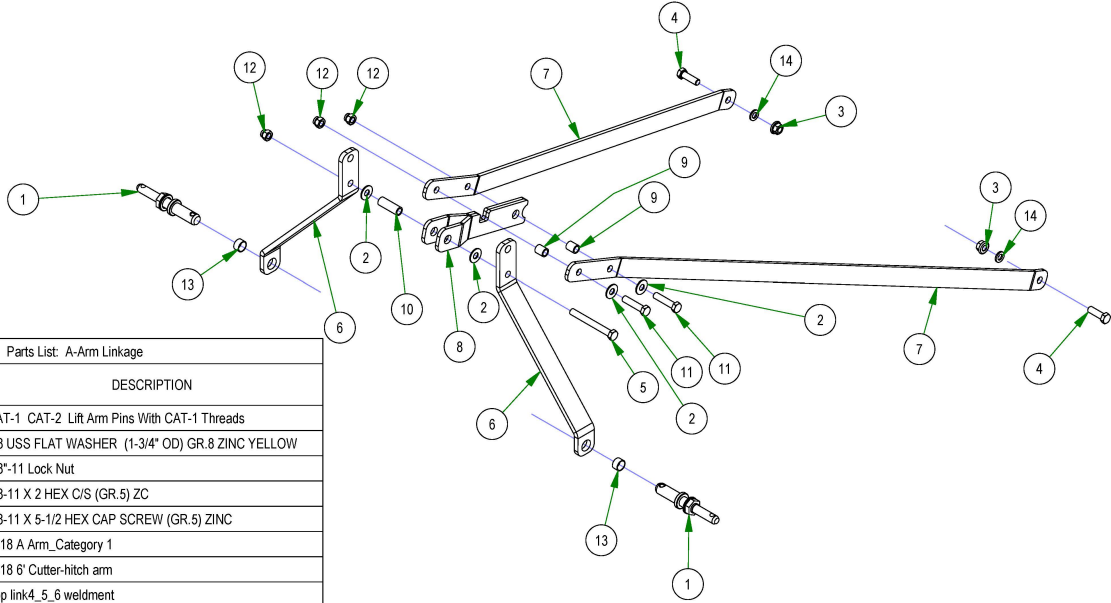 4
14
12
12
12
7
3
9
1
9
3
14
2
13
10
2
2
6
8
7
11
11
4
5
2
6
13
1
Parts List: A-Arm Linkage
DESCRIPTION
CAT-2 Lift Arm Pins With CAT-1 Threads
USS FLAT WASHER (1-3/4" OD) GR.8 ZINC YELLOW
Lock Nut
X 2 HEX C/S (GR.5) ZC
X 5-1/2 HEX CAP SCREW (GR.5) ZINC
A Arm_Category 1
6' Cutter-hitch arm
link4_5_6 weldment